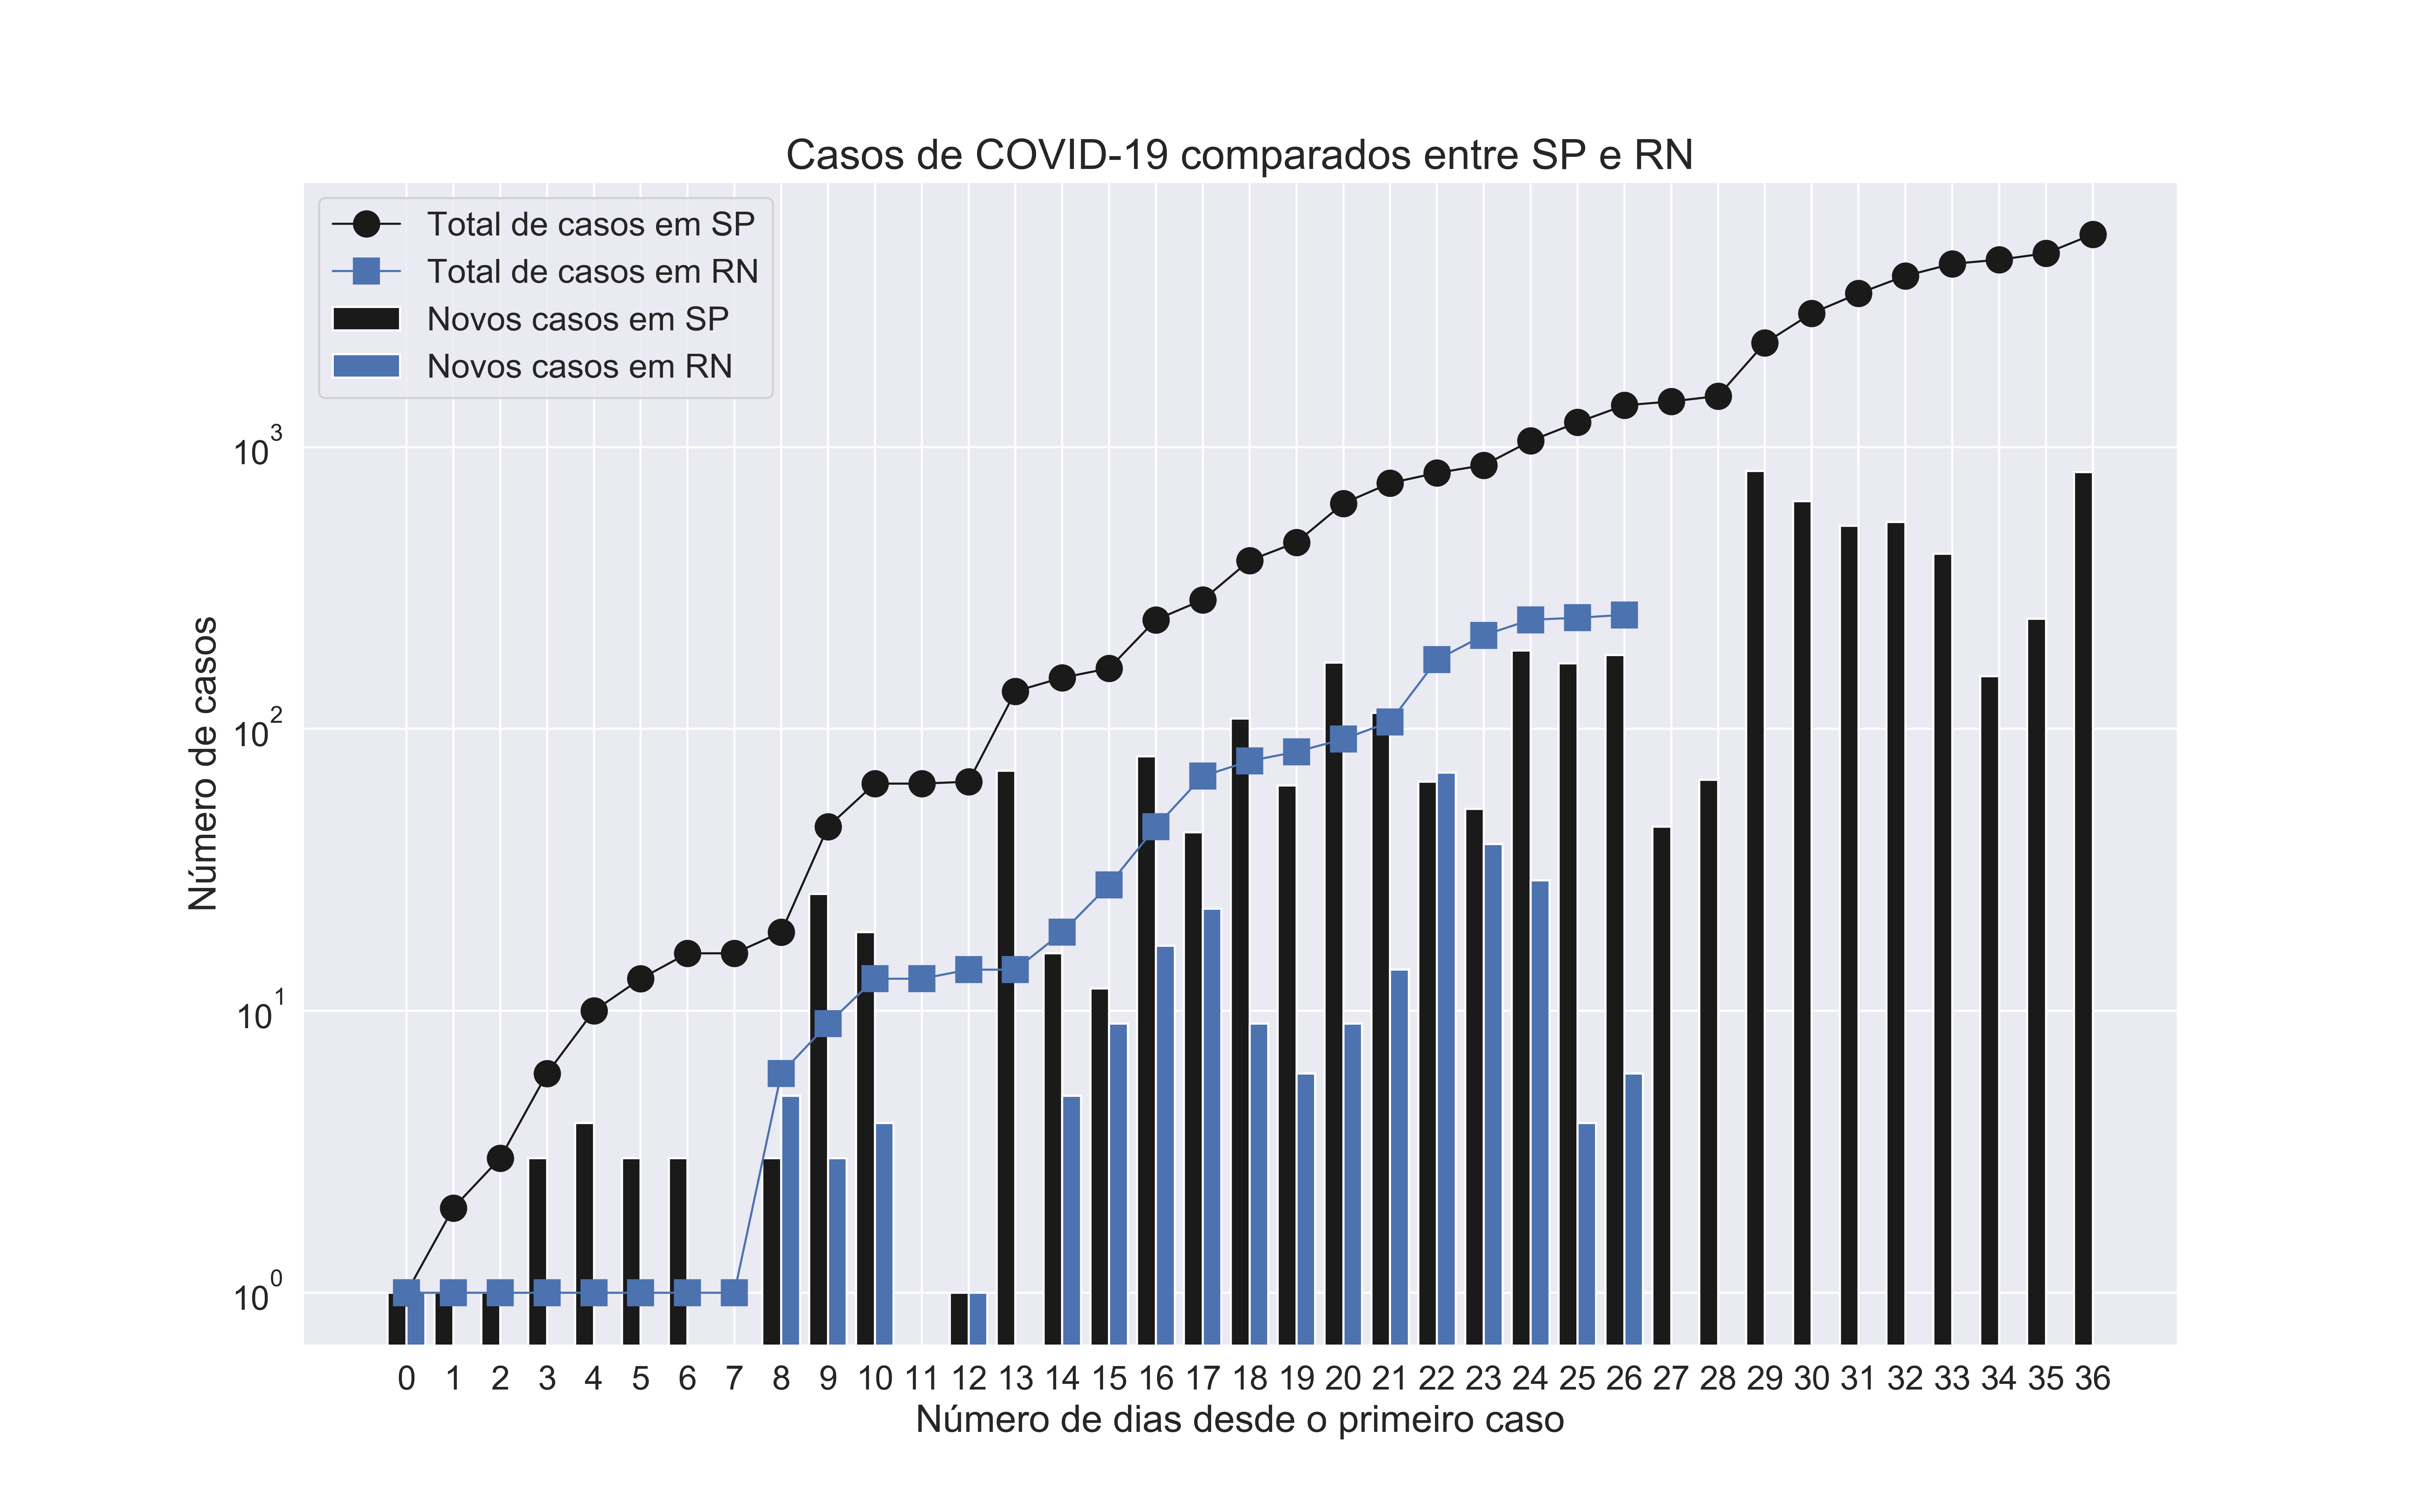 Casos de COVID-19 comparados entre SP e RN
Total de casos em SP
Total de casos em RN
Novos casos em SP
Novos casos em RN
10³
10²
10¹
10⁰
Número de casos
0 1 2 3 4 5 6 7 8 9 10 11 12 13 14 15 16 17 18 19 20 21 22 23 24 25 26 27 28 29 30 31 32 33 34 35 36
Número de dias desde o primeiro caso